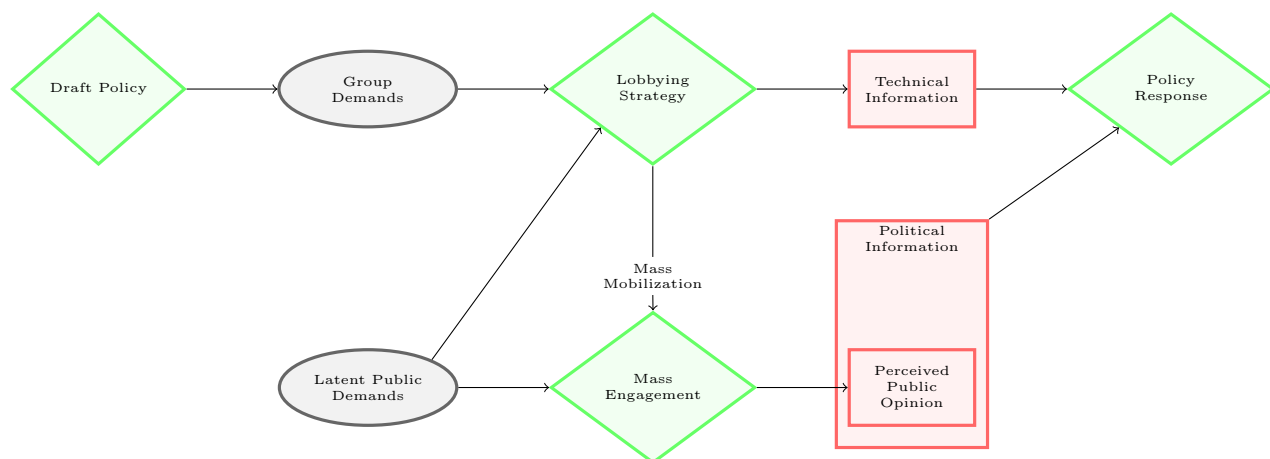 Draft Policy
Group
Demands
Lobbying
Strategy
Technical
Information
Policy
Response
Political
Information
Mass
Mobilization
Latent Public
Demands
Mass
Engagement
Perceived
Public
Opinion